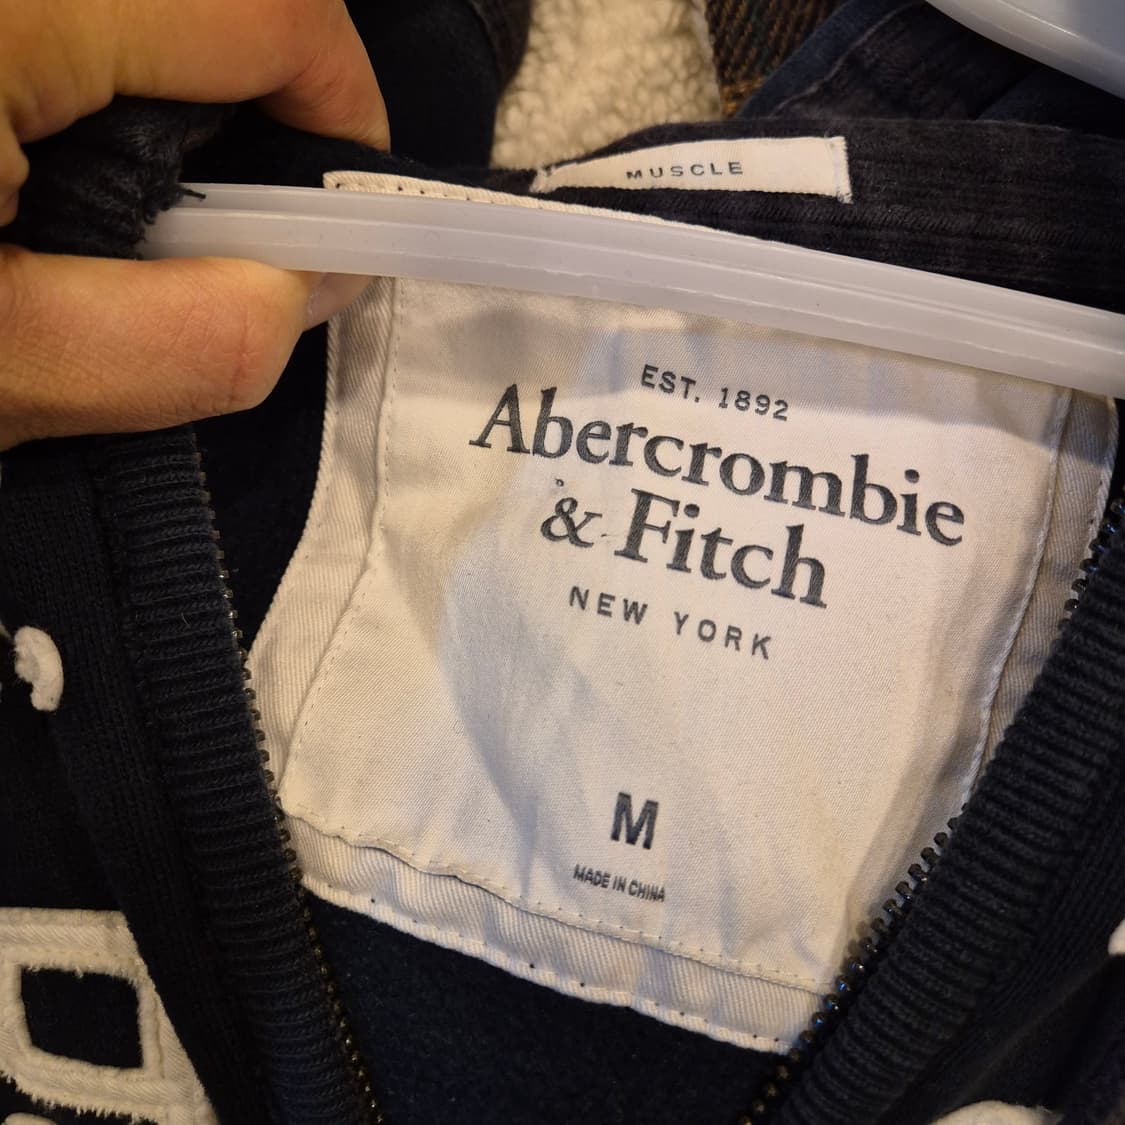 MUSCLE
EST. 1892
Abercrombie
& Fitch
NEW YORK
M
MADE IN CHINA